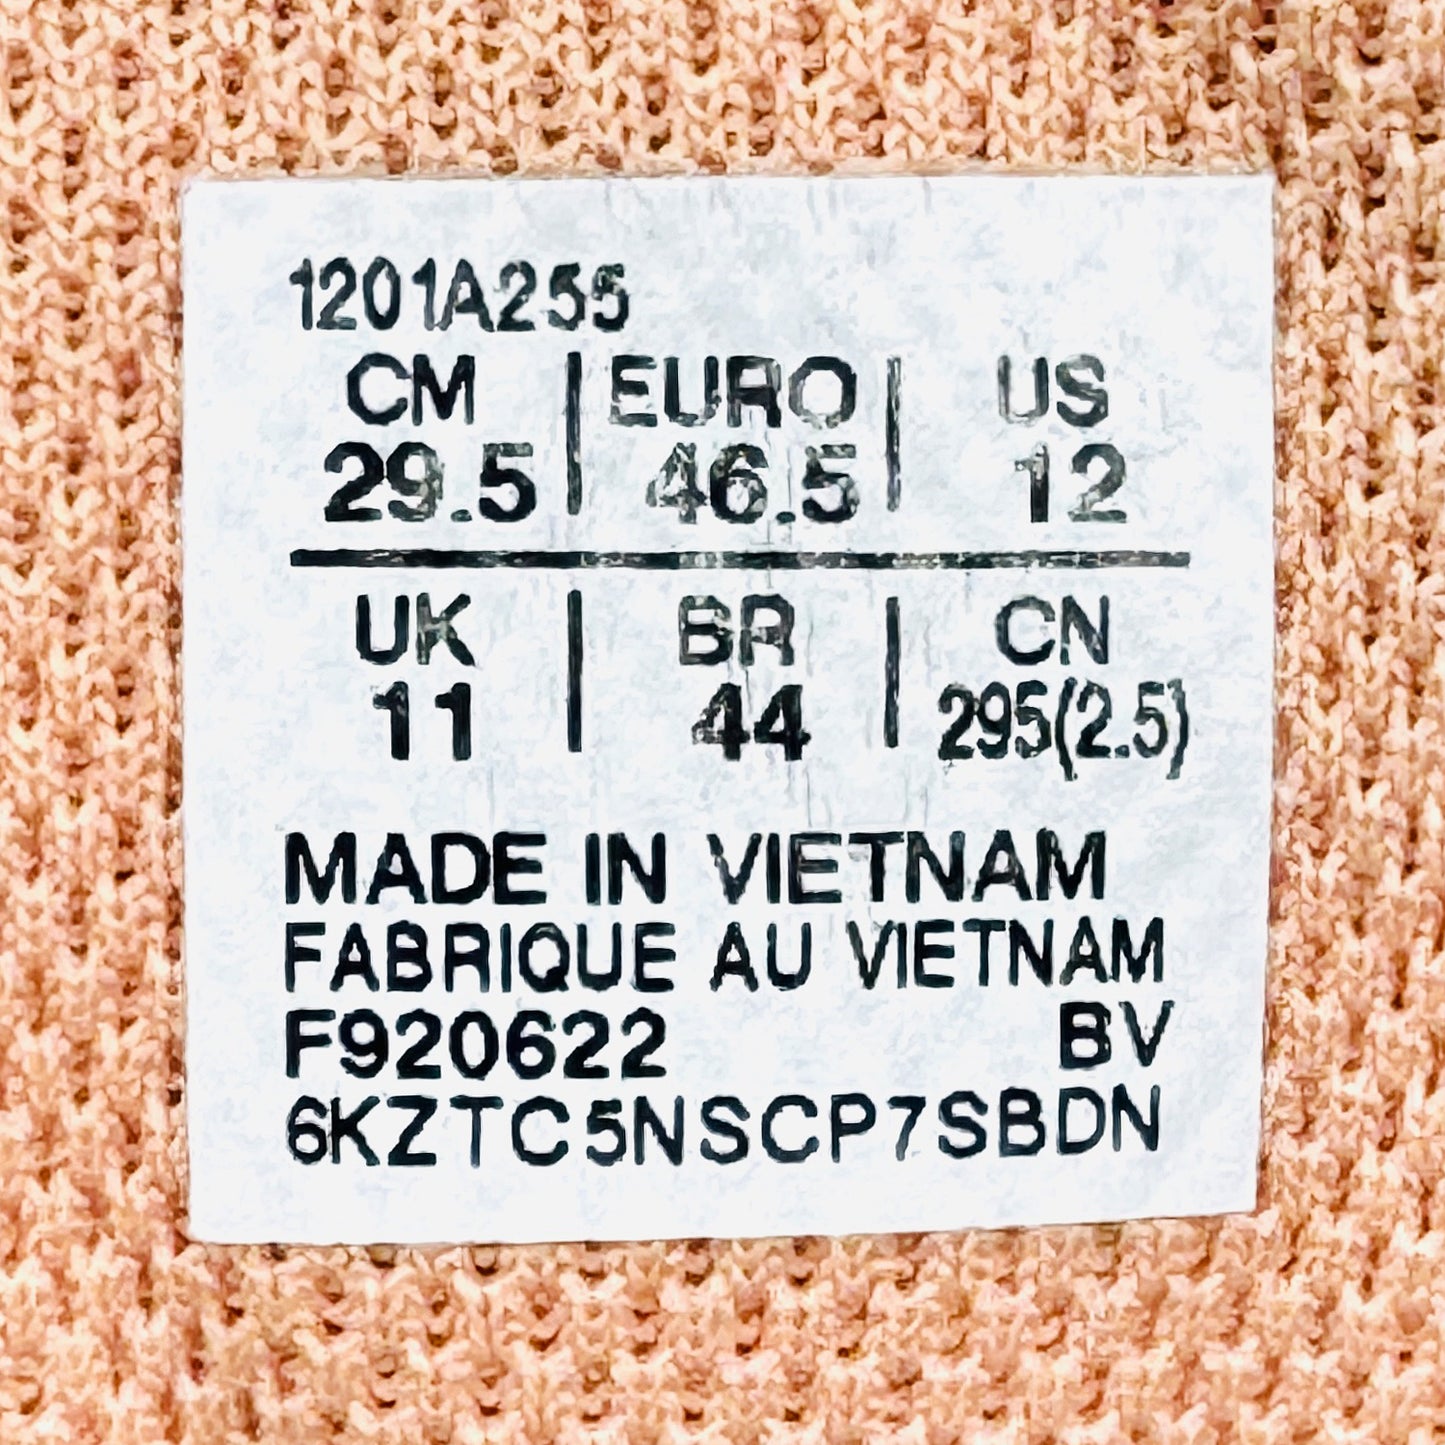 1201A255
CM | EURO | US
29.5 | 46.5 | 12
UK | BR | CN
11 | 44 | 295(2.5)
MADE IN VIETNAM
FABRIQUE AU VIETNAM
F920622 BV
6KZTC5NSCP7SBDN